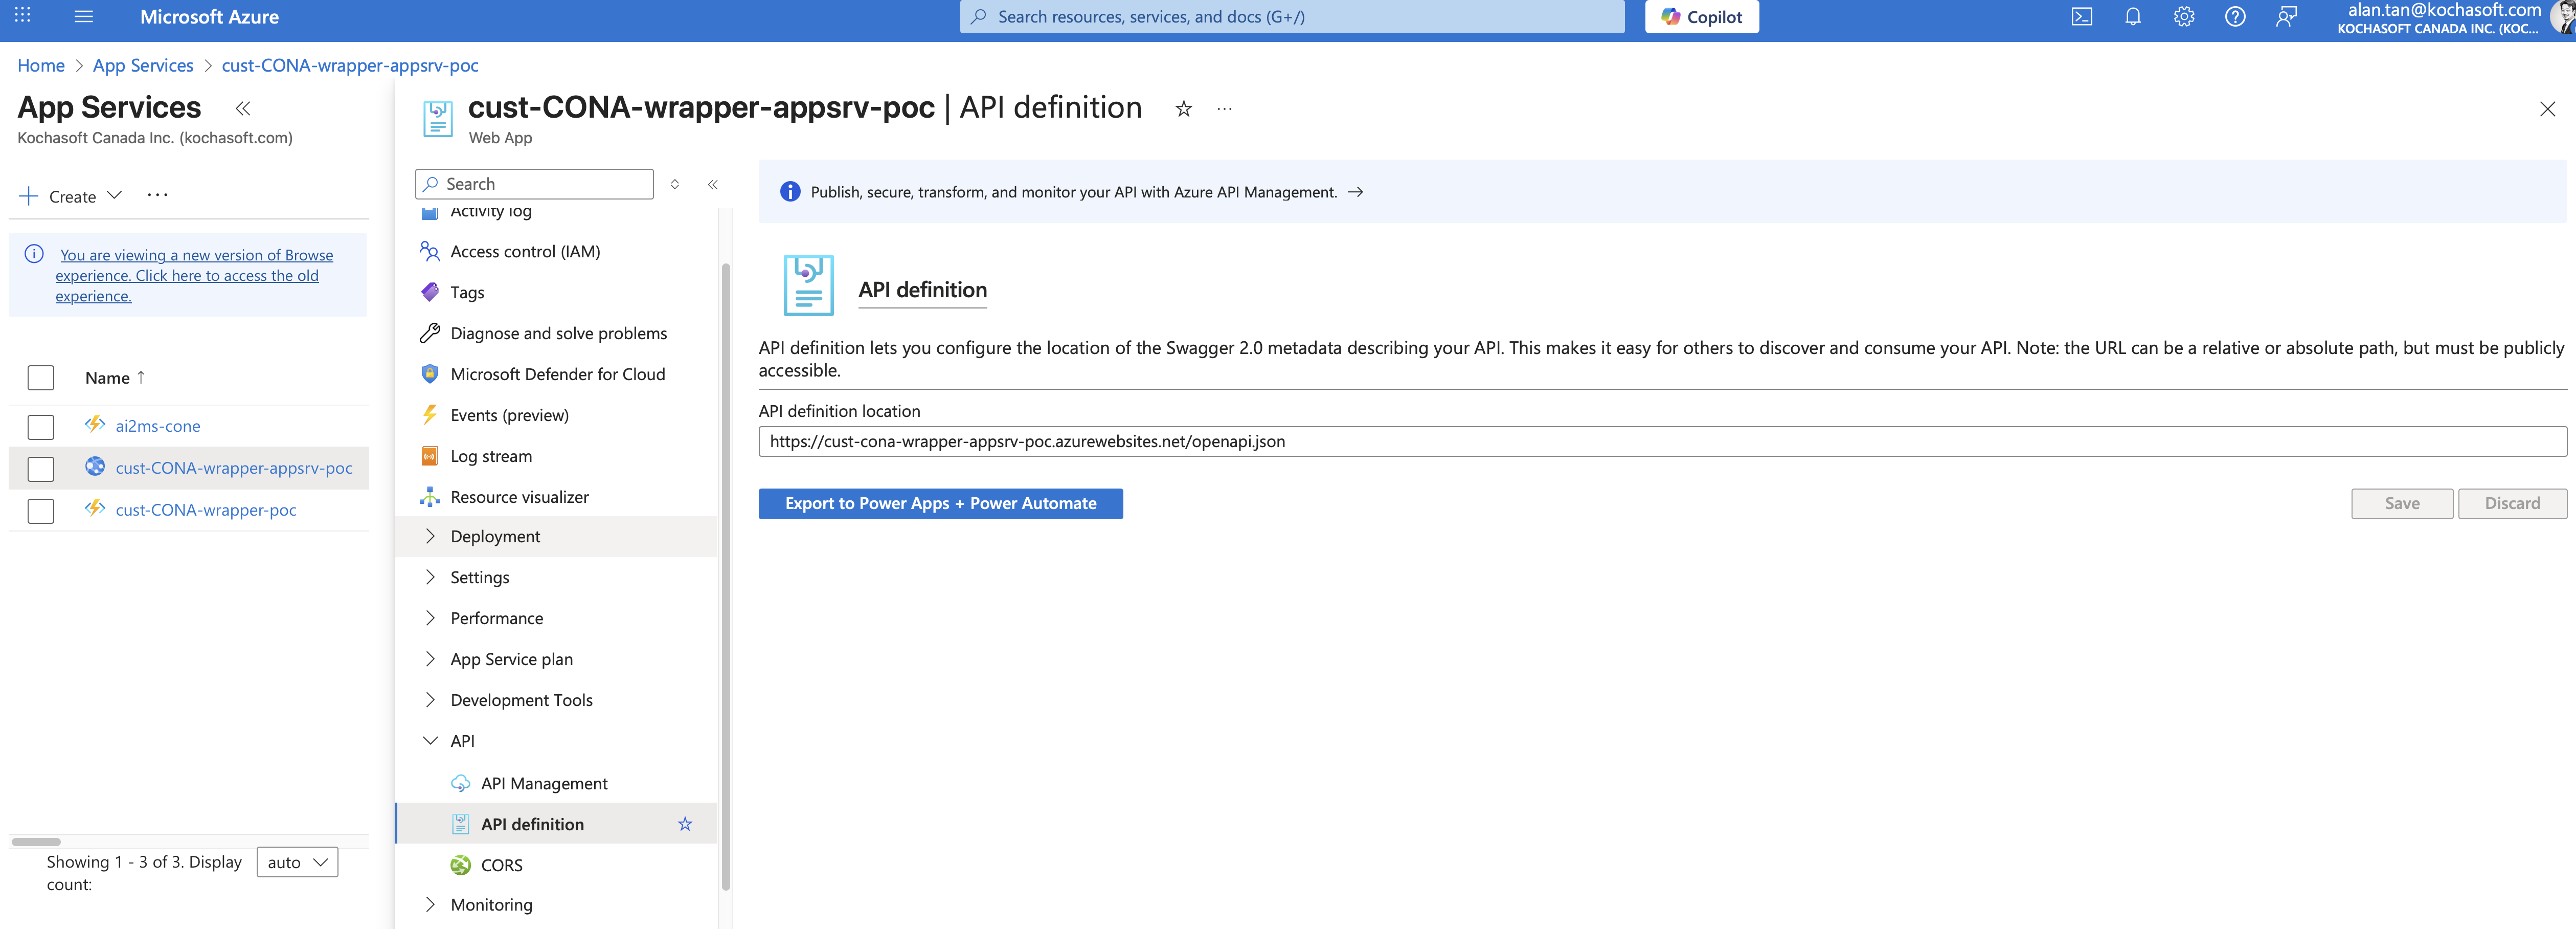 Microsoft Azure
Search resources, services, and docs (G+/)
Copilot
alan.tan@kochasoft.com
KOCHASOFT CANADA INC. (KOC...
Home > App Services > cust-CONA-wrapper-appsrv-poc
App Services
Kochasoft Canada Inc. (kochasoft.com)
Create
You are viewing a new version of Browse
experience. Click here to access the old
experience.
Name ↑
ai2ms-cone
cust-CONA-wrapper-appsrv-poc
cust-CONA-wrapper-poc
Showing 1 - 3 of 3. Display
count:
auto
cust-CONA-wrapper-appsrv-poc | API definition
Web App
Search
Activity log
Access control (IAM)
Tags
Diagnose and solve problems
Microsoft Defender for Cloud
Events (preview)
Log stream
Resource visualizer
Deployment
Settings
Performance
App Service plan
Development Tools
API
API Management
API definition
CORS
Monitoring
Publish, secure, transform, and monitor your API with Azure API Management. →
API definition
API definition lets you configure the location of the Swagger 2.0 metadata describing your API. This makes it easy for others to discover and consume your API. Note: the URL can be a relative or absolute path, but must be publicly
accessible.
API definition location
https://cust-cona-wrapper-appsrv-poc.azurewebsites.net/openapi.json
Export to Power Apps + Power Automate
Save
Discard